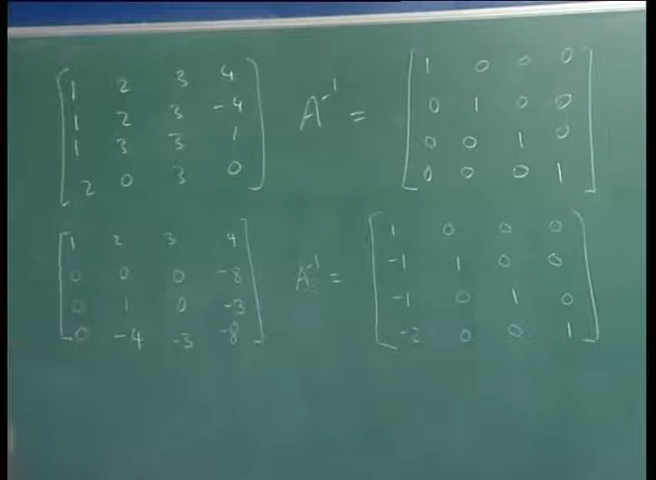 1 2 3 4 1 0 0 0
1 2 3 -4 A⁻¹ = 0 1 0 0
1 3 3 1 0 0 1 0
2 0 3 0 0 0 0 1
1 2 3 4 1 0 0 0
0 0 0 -8 A⁻¹ = -1 1 0 0
0 1 0 -3 -1 0 1 0
0 -4 -3 -8 -2 0 0 1